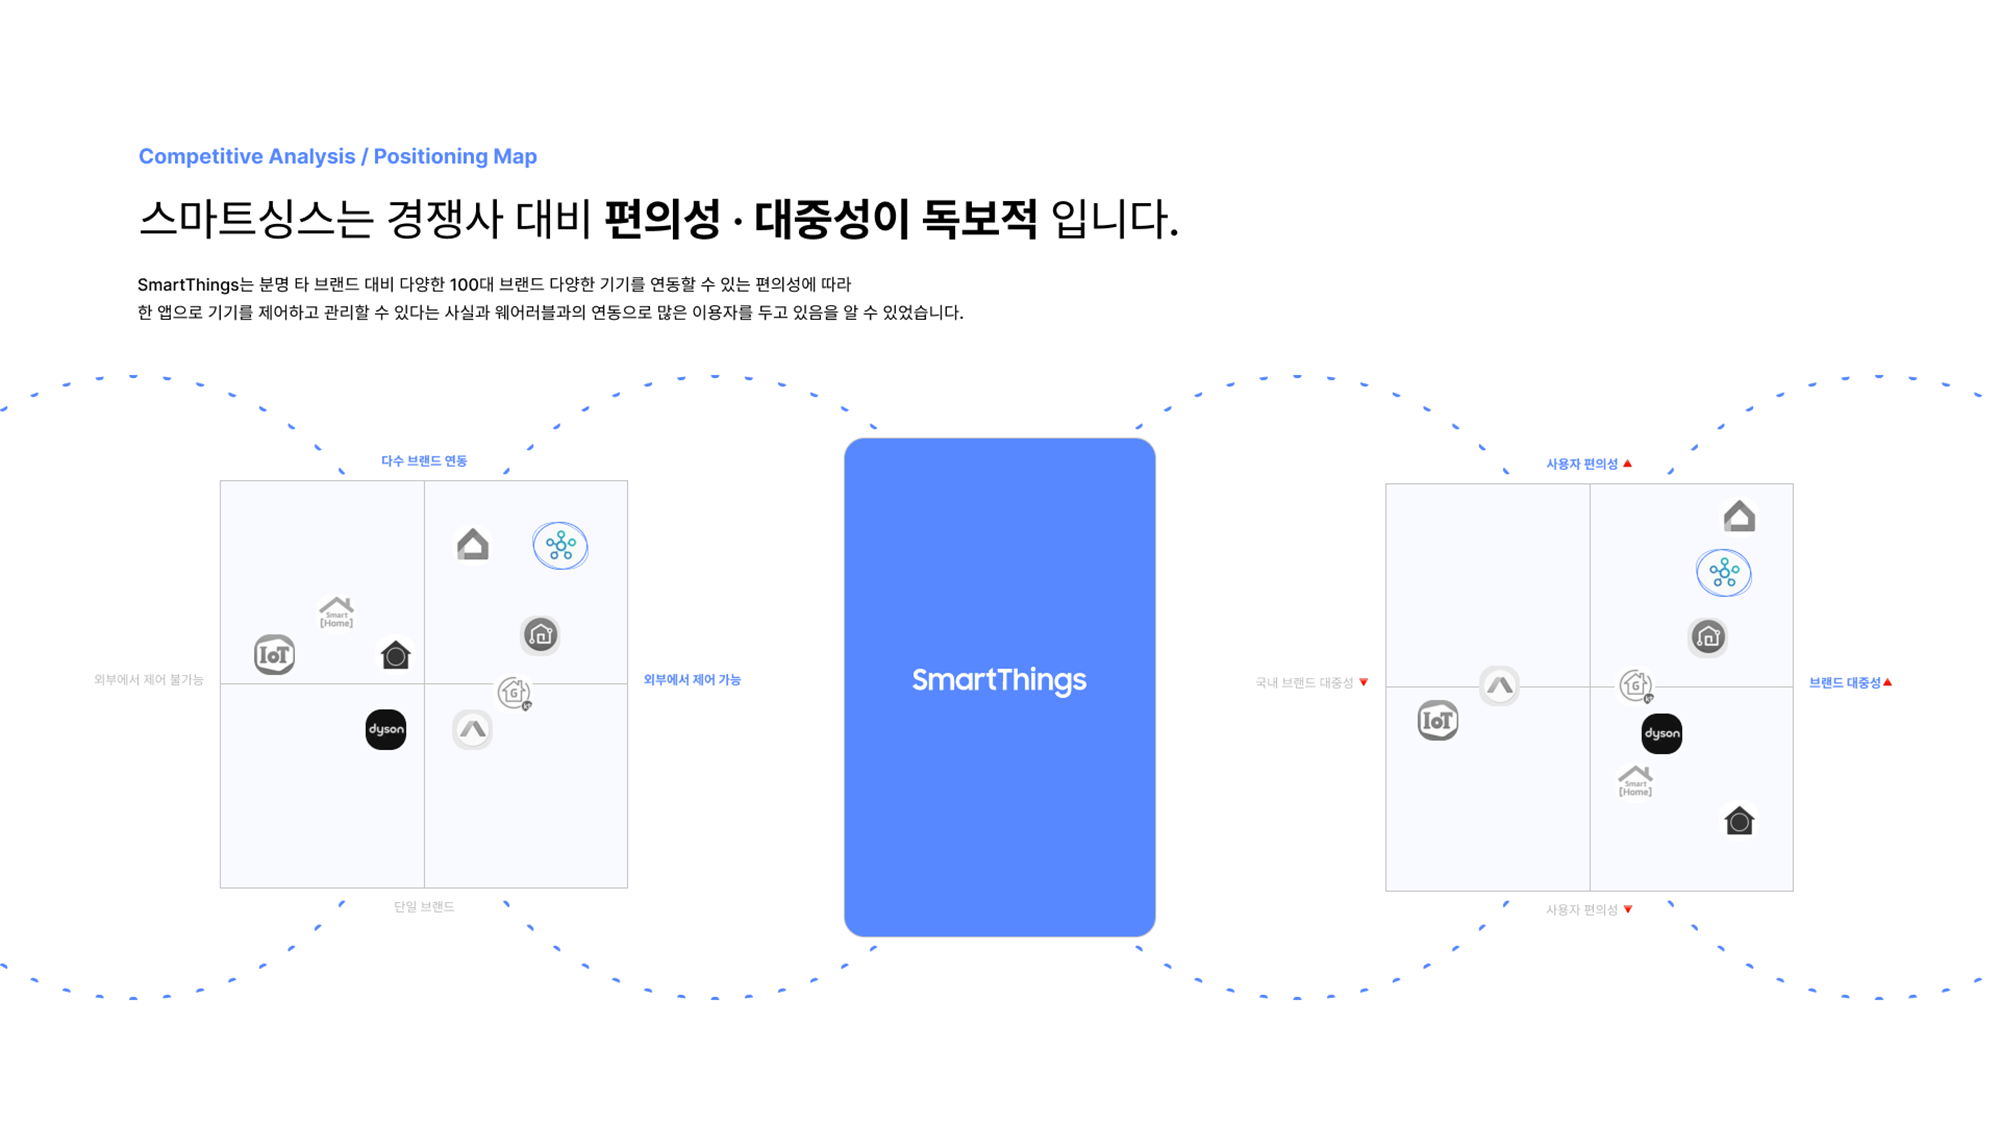 Competitive Analysis / Positioning Map
스마트싱스는 경쟁사 대비 편의성 · 대중성이 독보적 입니다.
SmartThings는 분명 타 브랜드 대비 다양한 100대 브랜드 다양한 기기를 연동할 수 있는 편의성에 따라
한 앱으로 기기를 제어하고 관리할 수 있다는 사실과 웨어러블과의 연동으로 많은 이용자를 두고 있음을 알 수 있었습니다.
다수 브랜드 연동
Smart
[Home]
IoT
외부에서 제어 불가능
외부에서 제어 가능
G
dyson
단일 브랜드
SmartThings
사용자 편의성 ▲
국내 브랜드 대중성 ▼
브랜드 대중성▲
G
IoT
dyson
Smart
[Home]
사용자 편의성 ▼